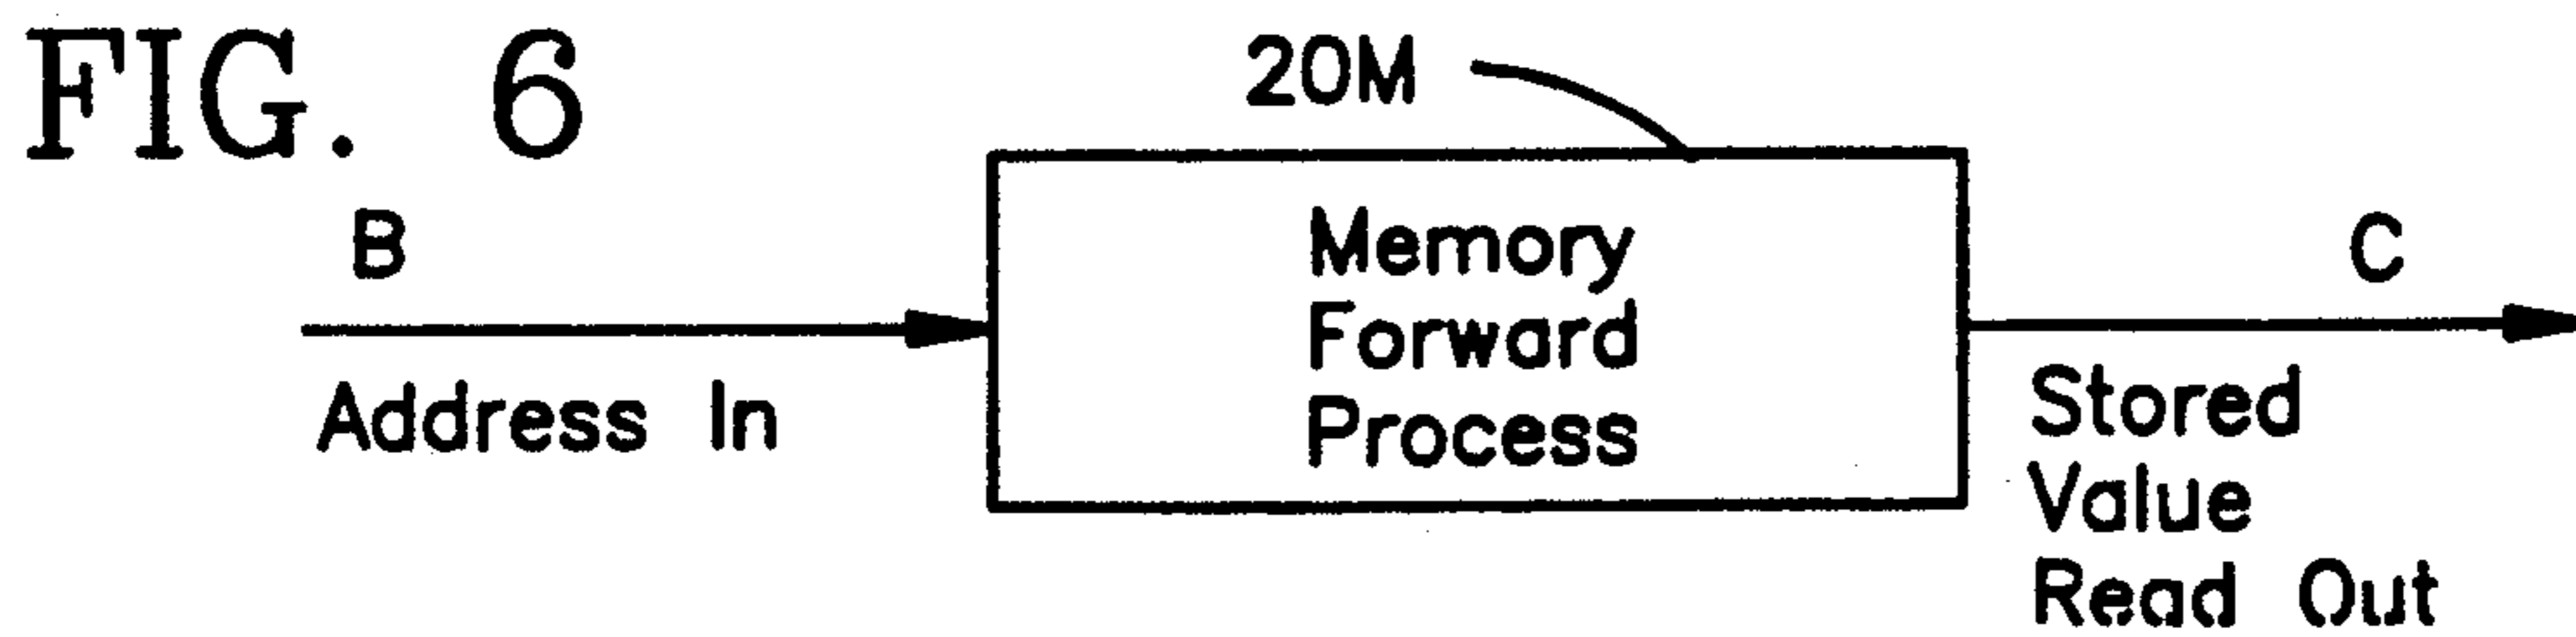 FIG. 6
20M
B
Address In
Memory
Forward
Process
C
Stored
Value
Read Out